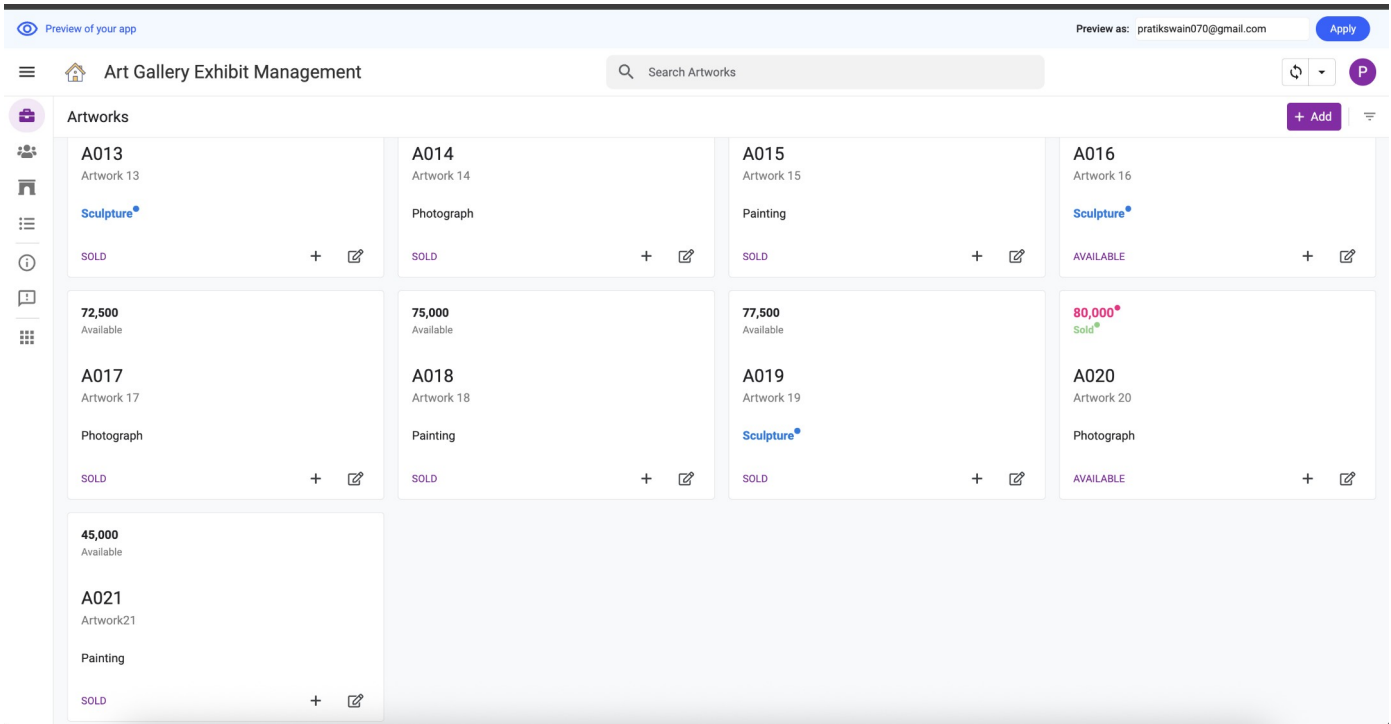 Preview of your app
Preview as: pratikswain070@gmail.com
Apply
Art Gallery Exhibit Management
Search Artworks
P
Artworks
+ Add
A013
Artwork 13
Sculpture
SOLD
A014
Artwork 14
Photograph
SOLD
A015
Artwork 15
Painting
SOLD
A016
Artwork 16
Sculpture
AVAILABLE
72,500
Available
A017
Artwork 17
Photograph
SOLD
75,000
Available
A018
Artwork 18
Painting
SOLD
77,500
Available
A019
Artwork 19
Sculpture
SOLD
80,000
Sold
A020
Artwork 20
Photograph
AVAILABLE
45,000
Available
A021
Artwork21
Painting
SOLD